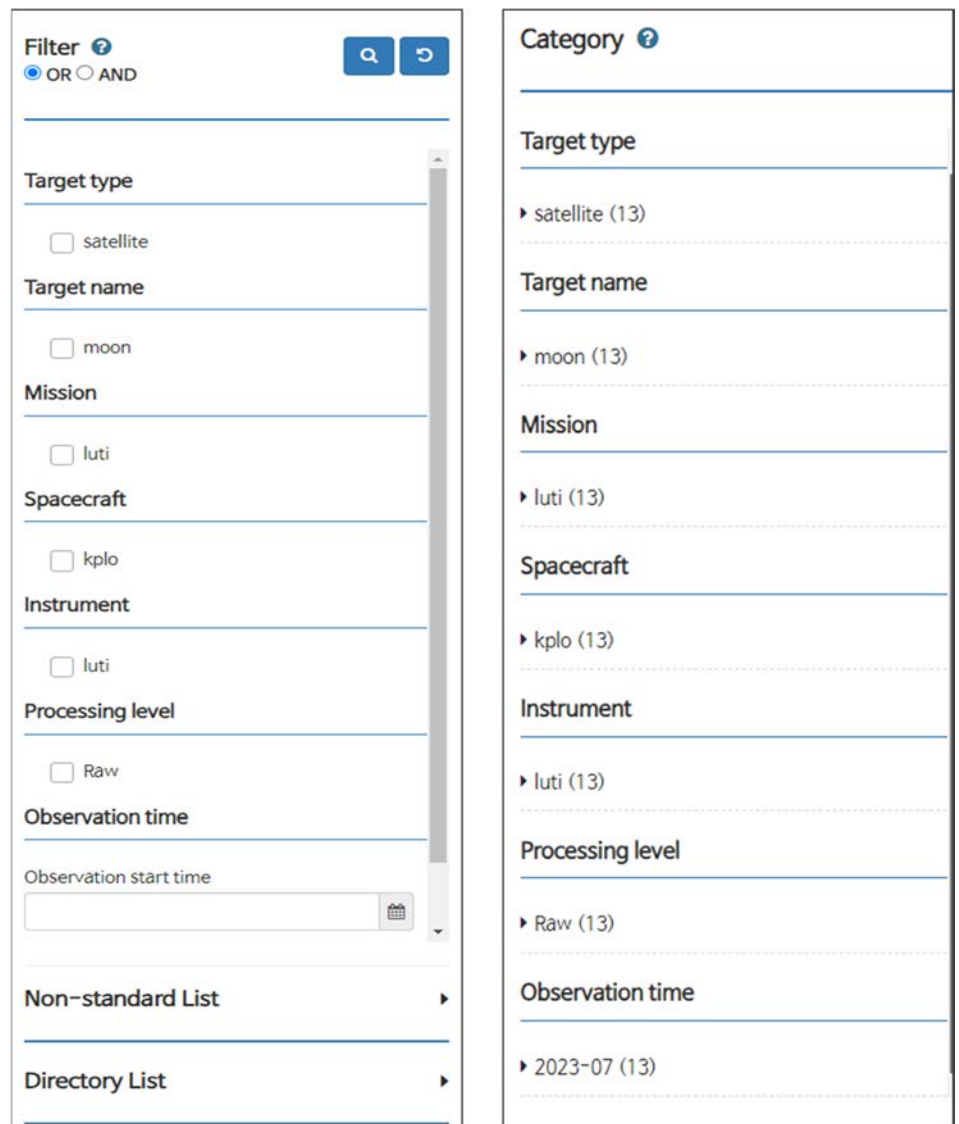 Filter
OR AND
Target type
satellite
Target name
moon
Mission
luti
Spacecraft
kplo
Instrument
luti
Processing level
Raw
Observation time
Observation start time
Non-standard List
Directory List
Category
Target type
satellite (13)
Target name
moon (13)
Mission
luti (13)
Spacecraft
kplo (13)
Instrument
luti (13)
Processing level
Raw (13)
Observation time
2023-07 (13)